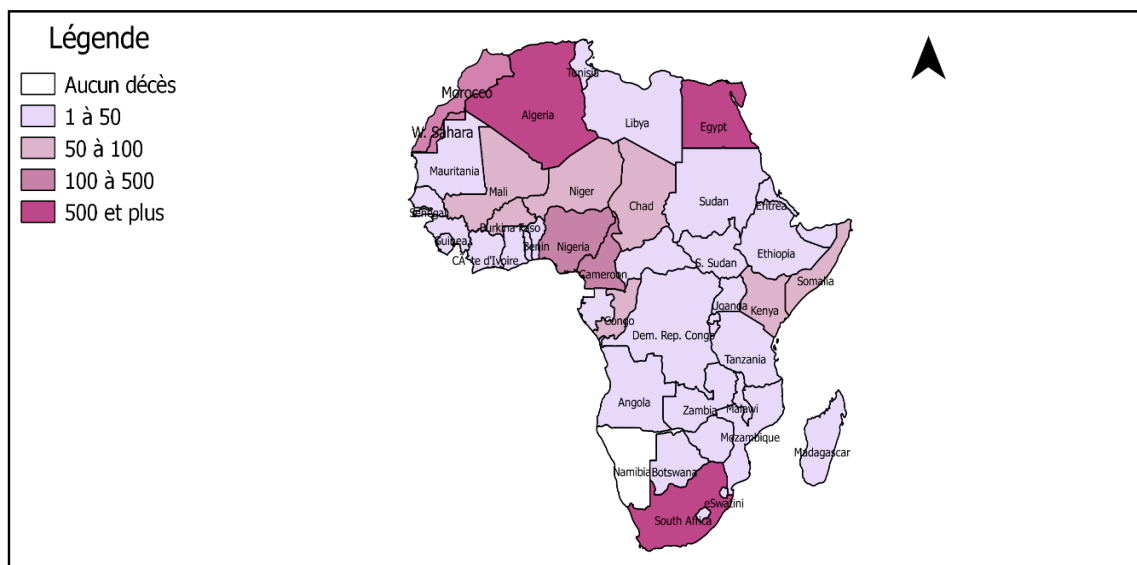 Légende
Aucun décès
1 à 50
50 à 100
100 à 500
500 et plus
Tunisia
Morocco
Algeria
Libya
Egypt
W. Sahara
Mauritania
Mali
Niger
Chad
Sudan
Eritrea
Senegal
Burkina Faso
Guinea
Benin
Nigeria
CÃ´te d'Ivoire
Cameroon
S. Sudan
Ethiopia
Somalia
Uganda
Kenya
Congo
Dem. Rep. Congo
Tanzania
Angola
Zambia
Malawi
Mozambique
Madagascar
Namibia
Botswana
eSwatini
South Africa